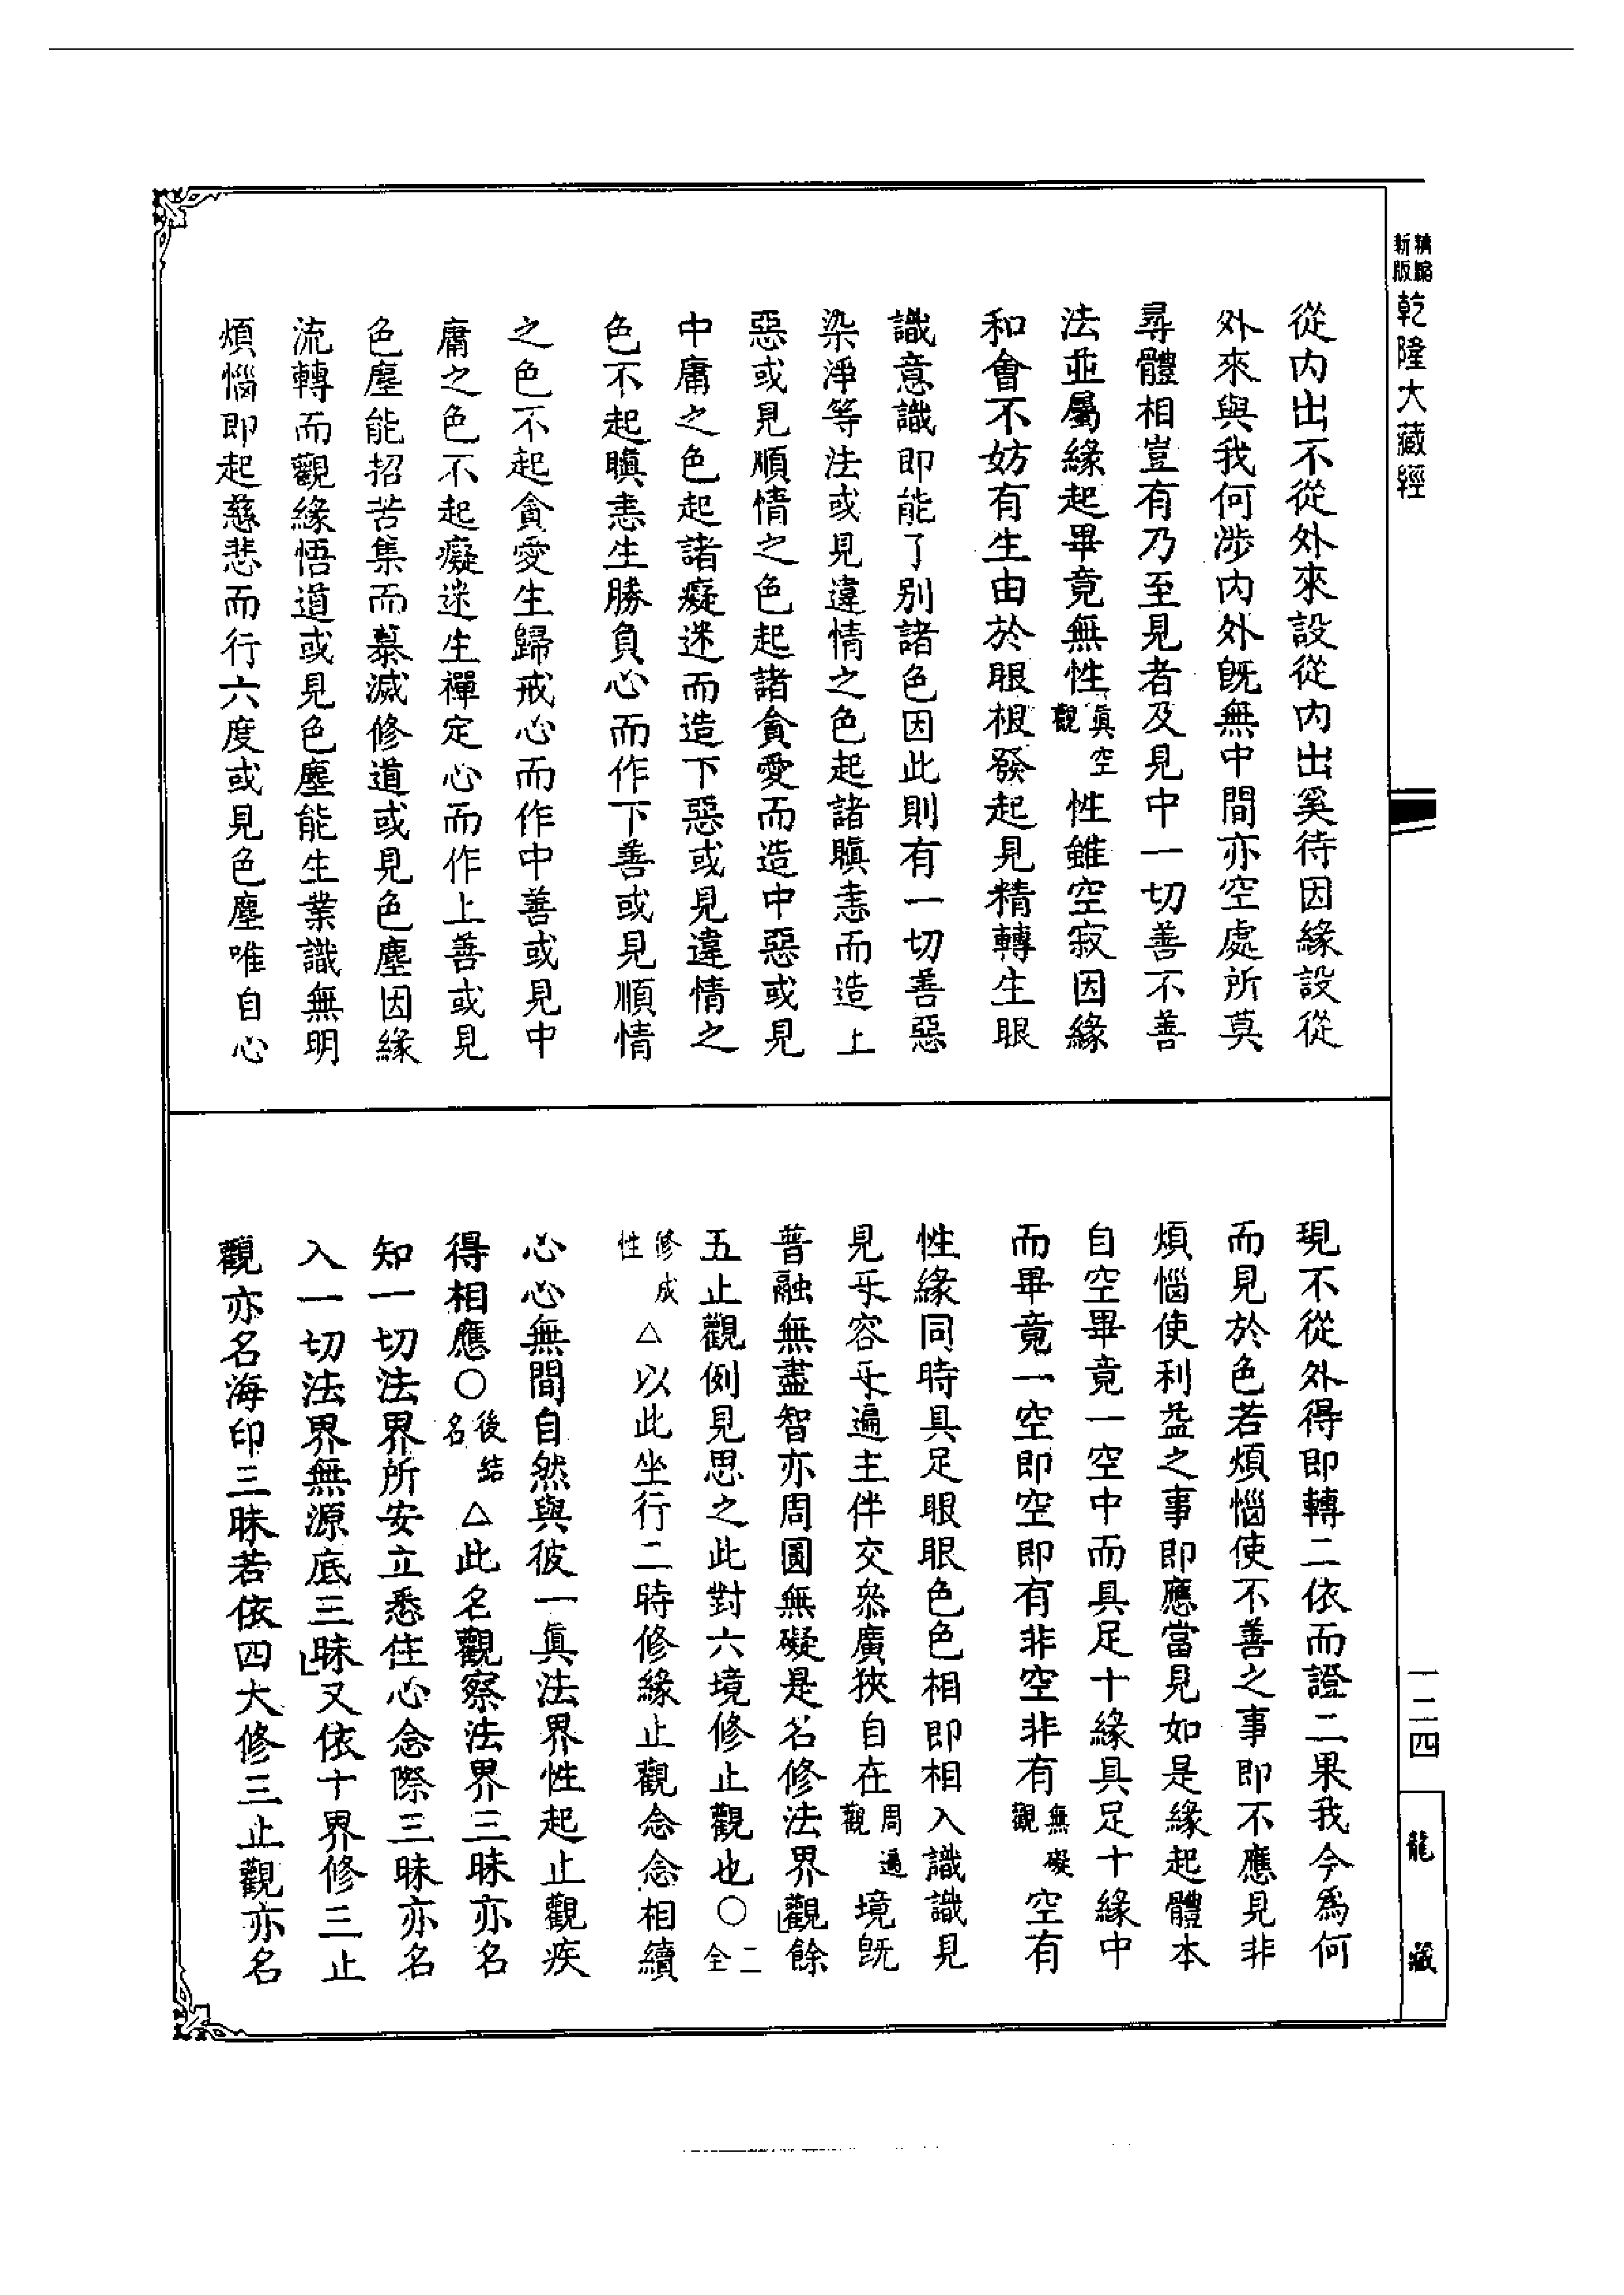 新版精縮乾隆大藏經
從內出不從外來設從內出奚待因緣設從
外來與我何涉內外旣無中間亦空處所莫
尋體相豈有乃至見者及見中一切善不善
法並屬緣起畢竟無性眞空觀性雖空寂因緣
和會不妨有生由於眼根發起見精轉生眼
識意識即能了別諸色因此則有一切善惡
染淨等法或見違情之色起諸瞋恚而造上
惡或見順情之色起諸貪愛而造中惡或見
中庸之色起諸癡迷而造下惡或見違情之
色不起瞋恚生勝負心而作下善或見順情
之色不起貪愛生歸戒心而作中善或見中
庸之色不起癡迷生禪定心而作上善或見
色塵能招苦集而慕滅修道或見色塵因緣
流轉而觀緣悟道或見色塵能生業識無明
煩惱即起慈悲而行六度或見色塵唯自心
現不從外得即轉二依而證二果我今爲何
而見於色若煩惱使不善之事即不應見非
煩惱使利益之事即應當見如是緣起體本
自空畢竟一空中而具足十緣具足十緣中
而畢竟一空即空即有非空非有無礙觀空有
性緣同時具足眼眼色色相即相入識識見
見乎容乎遍主伴交叅廣狹自在周遍觀境旣
普融無盡智亦周圓無礙是名修法界觀餘
五止觀例見思之此對六境修止觀也○二全
修成性△以此坐行二時修緣止觀念念相續
心心無間自然與彼一眞法界性起止觀疾
得相應○後結名△此名觀察法界三昧亦名
知一切法界所安立悉住心念際三昧亦名
入一切法界無源底三昧又依十界修三止
觀亦名海印三昧若依四大修三止觀亦名
一二四
龍藏